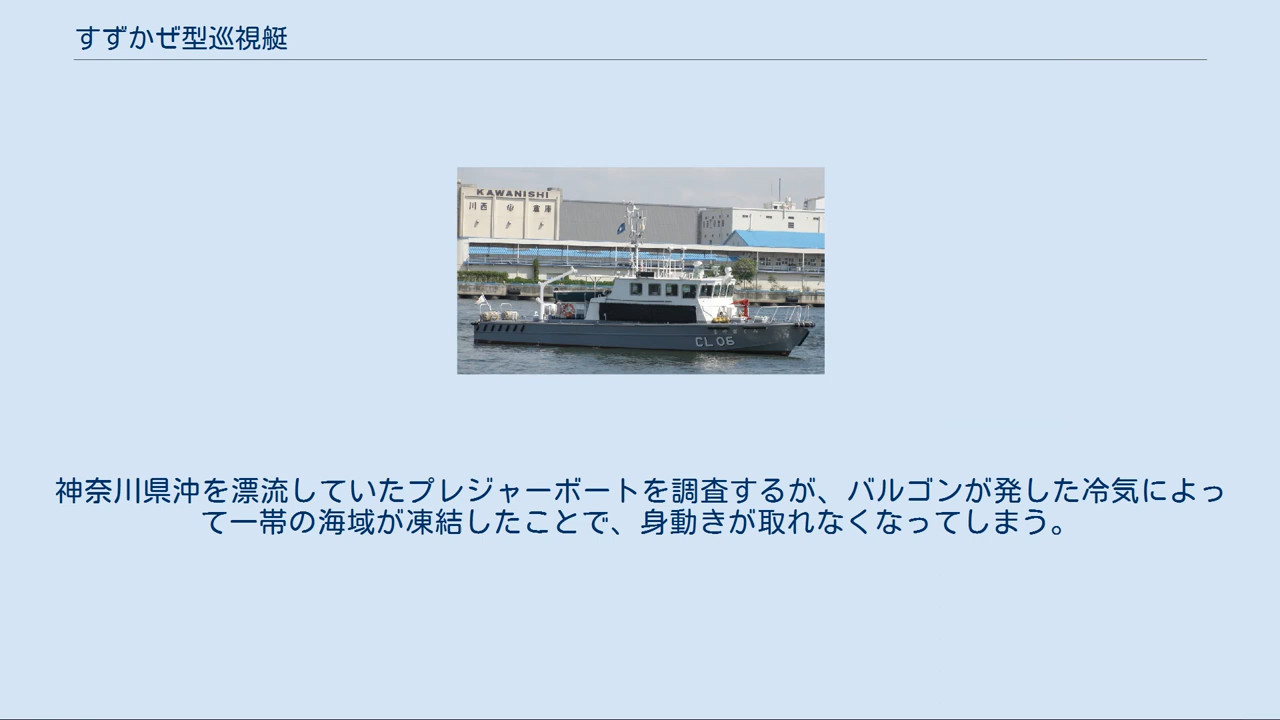 すずかぜ型巡視艇
KAWANISHI
川西 倉庫
CL 06
神奈川県沖を漂流していたプレジャーボートを調査するが、バルゴンが発した冷気によっ
て一帯の海域が凍結したことで、身動きが取れなくなってしまう。